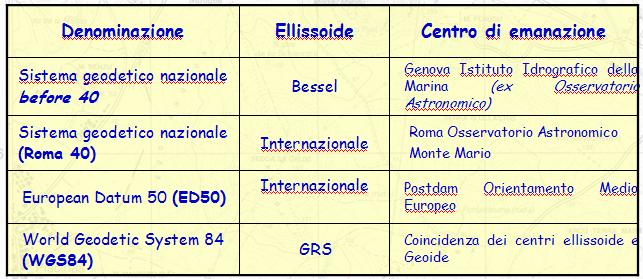 Denominazione Ellissoide Centro di emanazione
Sistema geodetico nazionale
before 40
Bessel
Genova Istituto Idrografico della
Marina (ex Osservatorio
Astronomico)
Sistema geodetico nazionale
(Roma 40)
Internazionale
Roma Osservatorio Astronomico
Monte Mario
European Datum 50 (ED50)
Internazionale
Postdam Orientamento Medio
Europeo
World Geodetic System 84
(WGS84)
GRS
Coincidenza dei centri ellissoide e
Geoide